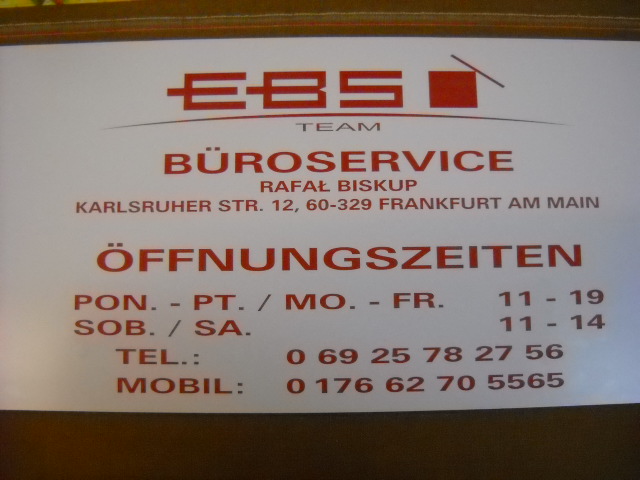 EBS
TEAM
BÜROSERVICE
RAFAŁ BISKUP
KARLSRUHER STR. 12, 60-329 FRANKFURT AM MAIN
ÖFFNUNGSZEITEN
PON. - PT. / MO. - FR. 11 - 19
SOB. / SA. 11 - 14
TEL.: 0 69 25 78 27 56
MOBIL: 0 176 62 70 5565